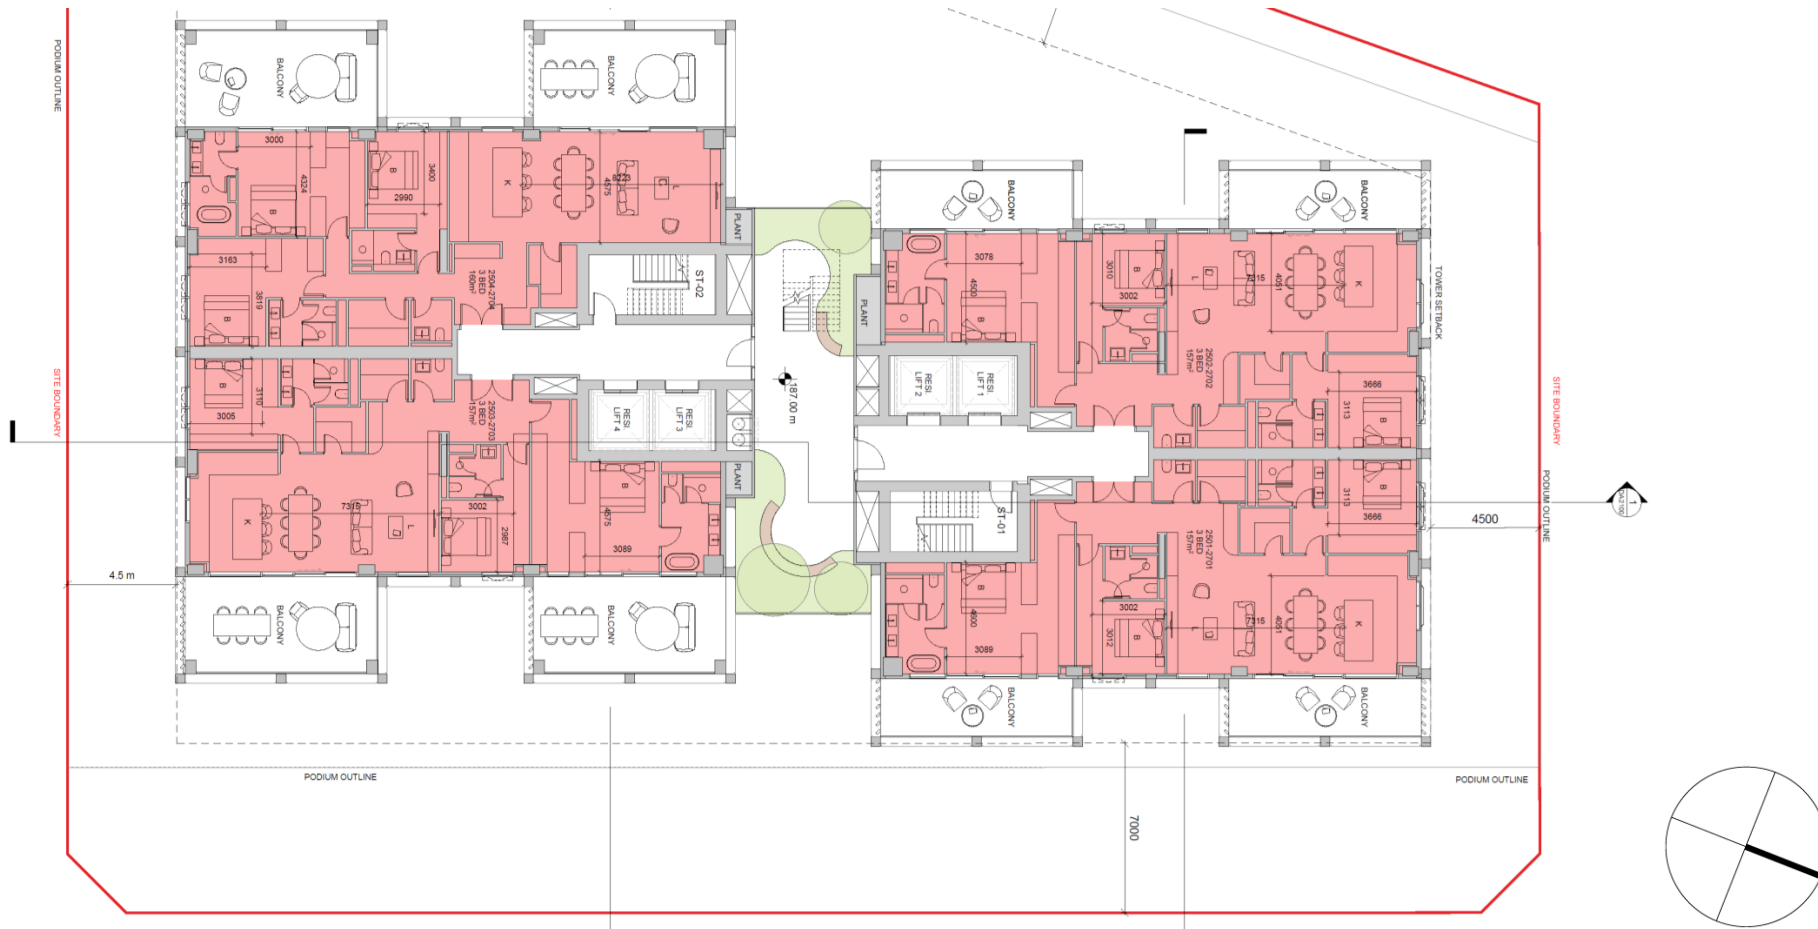 PODIUM OUTLINE
BALCONY
BALCONY
3000
4324
B
B
3400
2990
K
8223
4575
L
3163
3819
B
2504-2704
3 BED
160m²
ST-02
PLANT
BALCONY
BALCONY
3078
4500
B
3010
B
3002
L
7315
4051
K
TOWER SETBACK
PLANT
2502-2702
3 BED
157m²
RESI.
LIFT 2
RESI.
LIFT 1
187.00 m
SITE BOUNDARY
B
3110
3005
2503-2703
3 BED
157m²
RESI.
LIFT 4
RESI.
LIFT 3
3666
3113
B
SITE BOUNDARY
PLANT
K
7315
L
3002
B
2987
B
4575
3089
ST-01
3113
B
3666
2501-2701
3 BED
157m²
4500
PODIUM OUTLINE
1
DA2100
4.5 m
BALCONY
BALCONY
B
4600
3089
3002
3012
B
L
7315
4051
K
BALCONY
BALCONY
PODIUM OUTLINE
PODIUM OUTLINE
7000